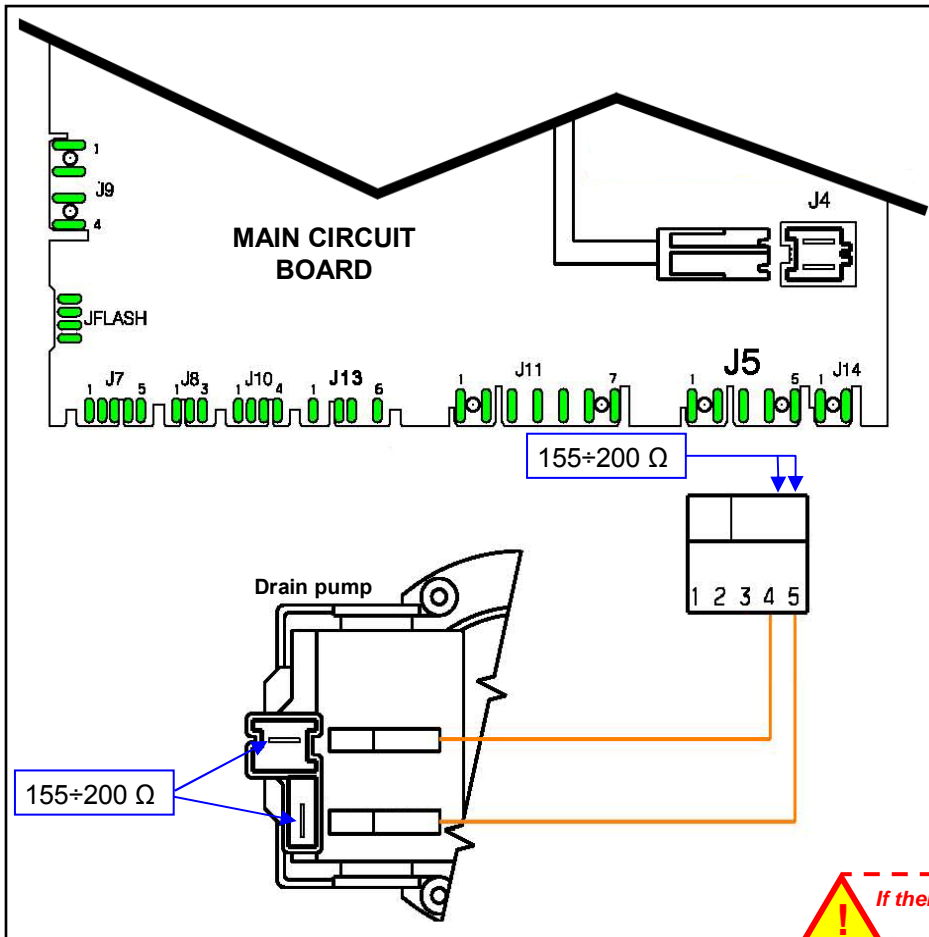 J4
MAIN CIRCUIT
BOARD
1
J9
4
JFLASH
J7
1 5
J8
1 3
J10
1 4
J13
1 6
J11
1 7
J5
1 5
J14
1
155÷200 Ω
1 2 3 4 5
Drain pump
155÷200 Ω
!